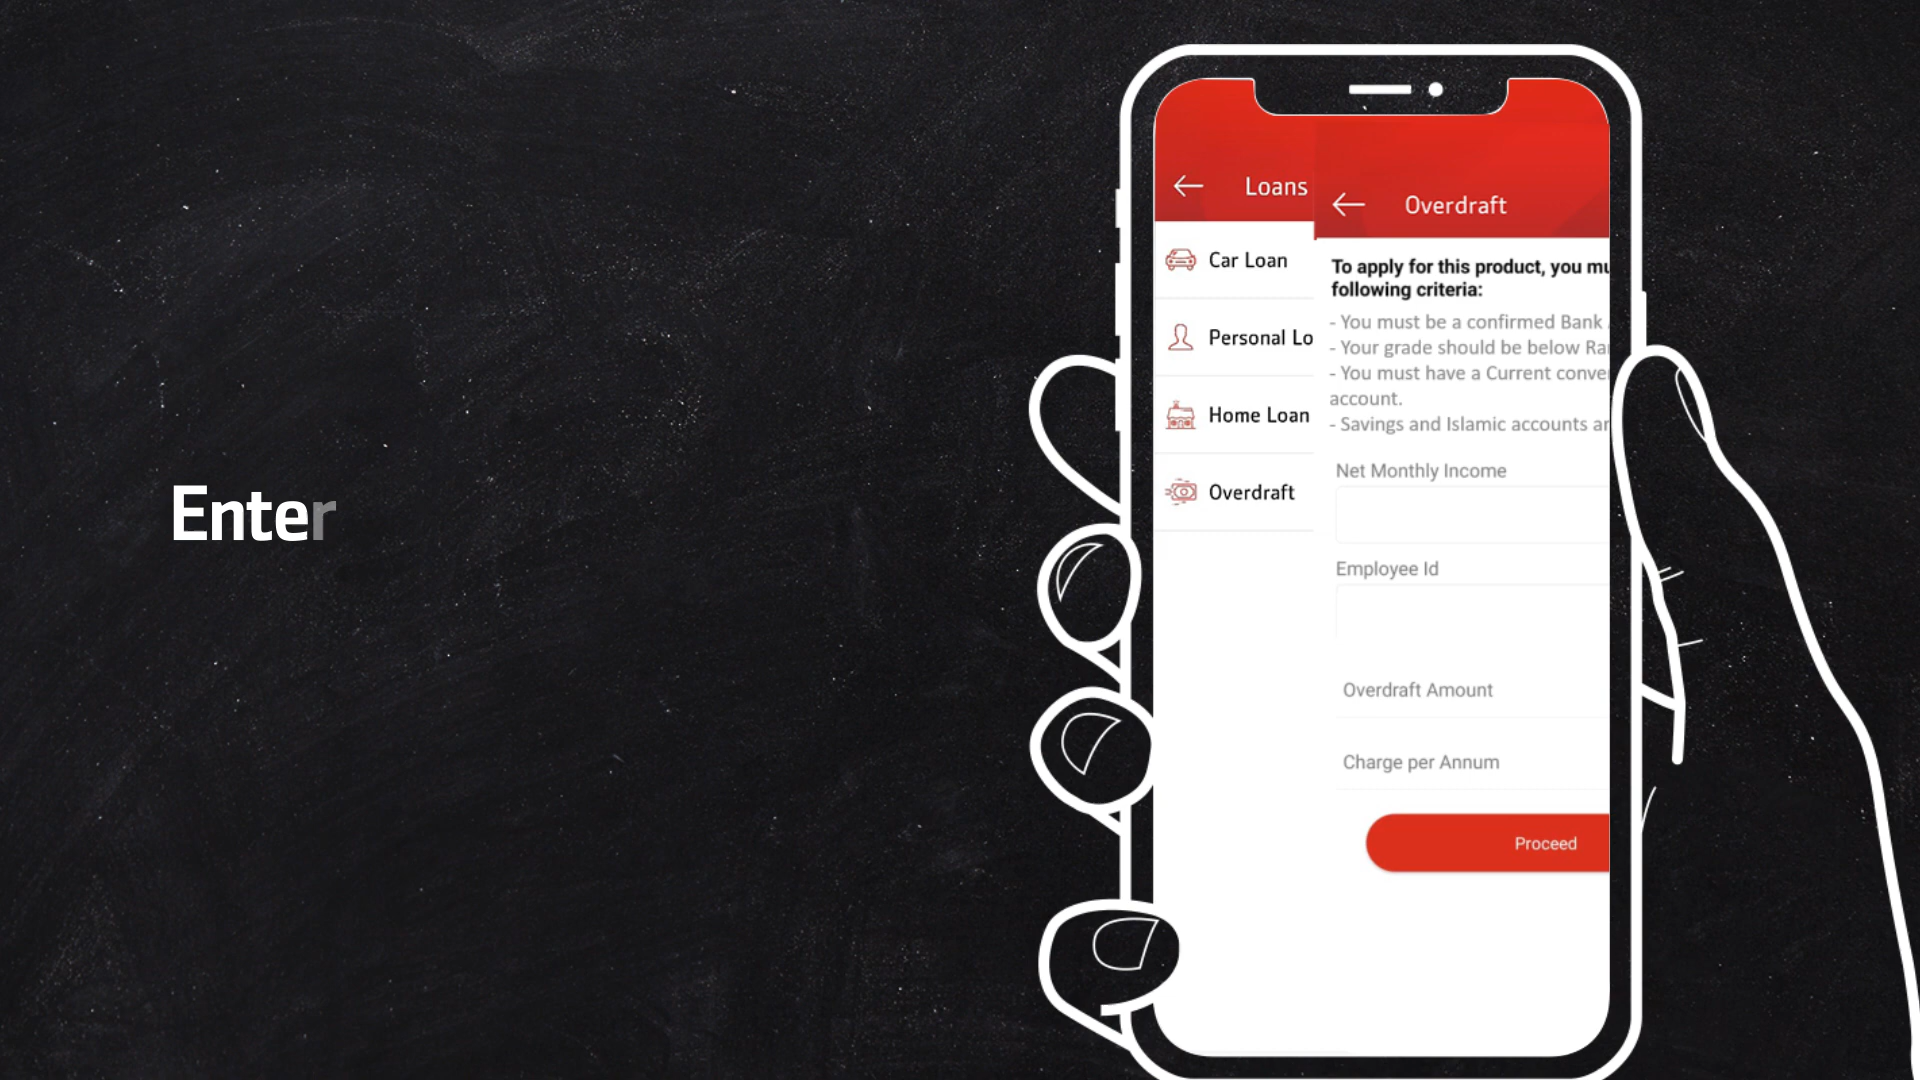 Enter
Loans
Car Loan
Personal Lo
Home Loan
Overdraft
Overdraft
To apply for this product, you mu
following criteria:
- You must be a confirmed Bank
- Your grade should be below Ra
- You must have a Current conve
account.
- Savings and Islamic accounts ar
Net Monthly Income
Employee Id
Overdraft Amount
Charge per Annum
Proceed